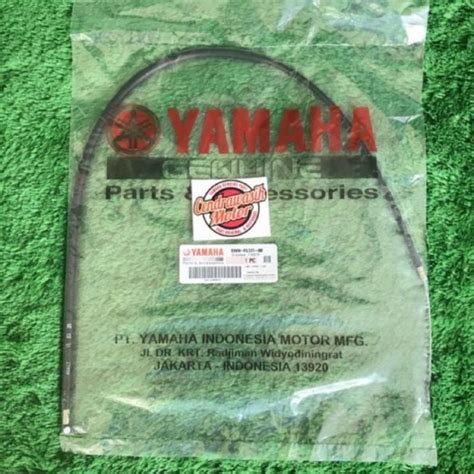 YAMAHA
GENUINE
Parts & Accessories
Cendrawasih
Motor
YAMAHA
1 PC
PT. YAMAHA INDONESIA MOTOR MFG.
Jl. DR. KRT. Radjiman Widyodiningrat
JAKARTA - INDONESIA 13920